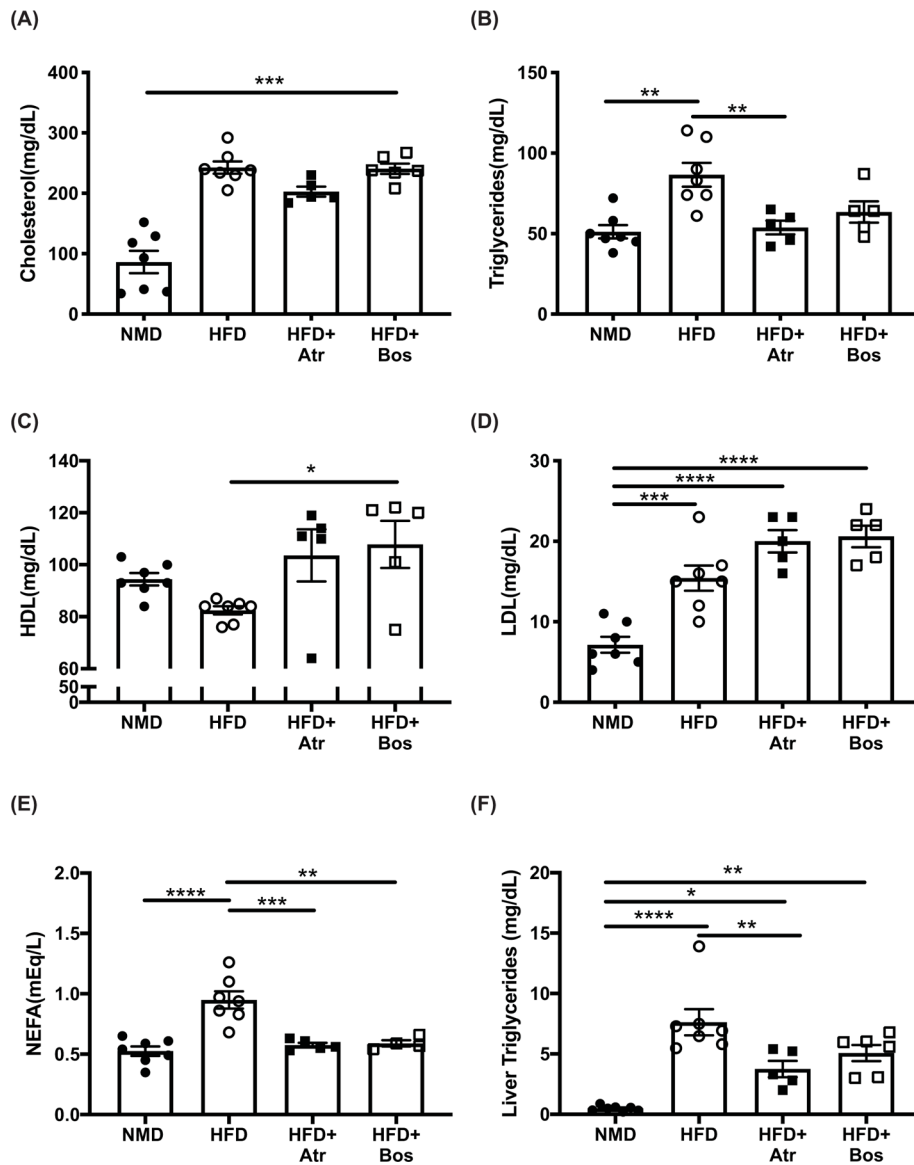 (A)
Cholesterol(mg/dL)
400
300
200
100
0
***
NMD
HFD
HFD+
Atr
HFD+
Bos
(B)
Triglycerides(mg/dL)
150
100
50
0
**
**
NMD
HFD
HFD+
Atr
HFD+
Bos
(C)
HDL(mg/dL)
140
120
100
80
60
50
0
*
NMD
HFD
HFD+
Atr
HFD+
Bos
(D)
LDL(mg/dL)
30
20
10
0
****
****
***
NMD
HFD
HFD+
Atr
HFD+
Bos
(E)
NEFA(mEq/L)
2.0
1.5
1.0
0.5
0.0
**
****
***
NMD
HFD
HFD+
Atr
HFD+
Bos
(F)
Liver Triglycerides (mg/dL)
20
15
10
5
0
**
*
****
**
NMD
HFD
HFD+
Atr
HFD+
Bos